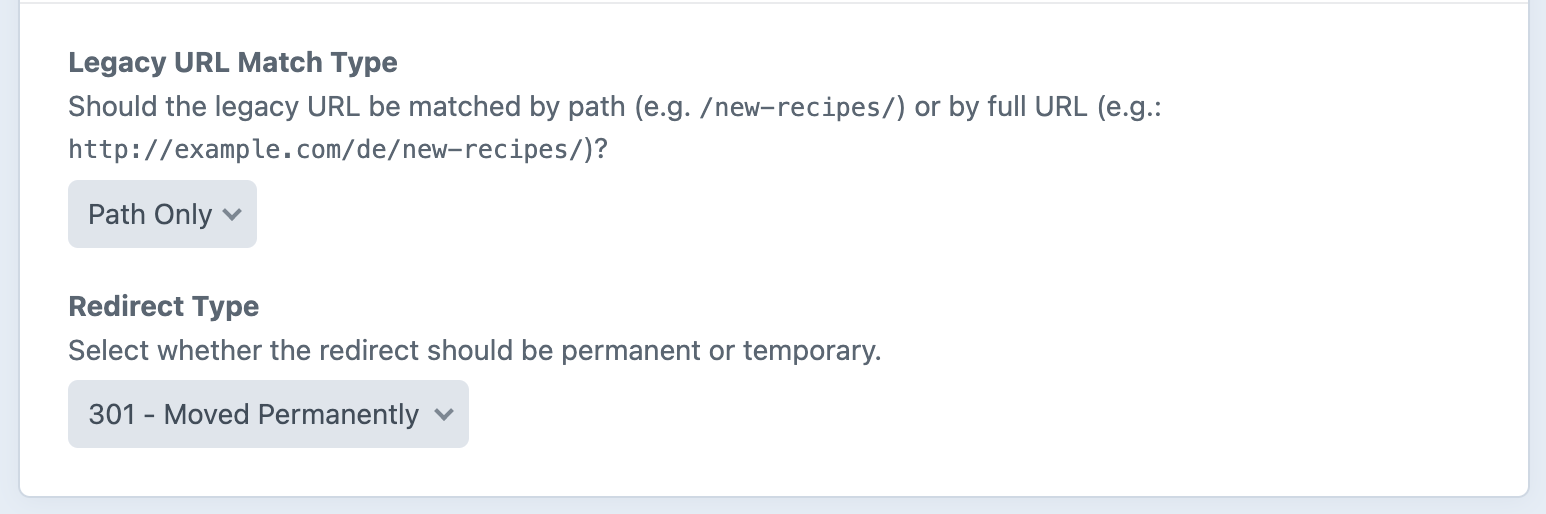 Legacy URL Match Type
Should the legacy URL be matched by path (e.g. /new-recipes/) or by full URL (e.g.:
http://example.com/de/new-recipes/)?
Path Only
Redirect Type
Select whether the redirect should be permanent or temporary.
301 - Moved Permanently